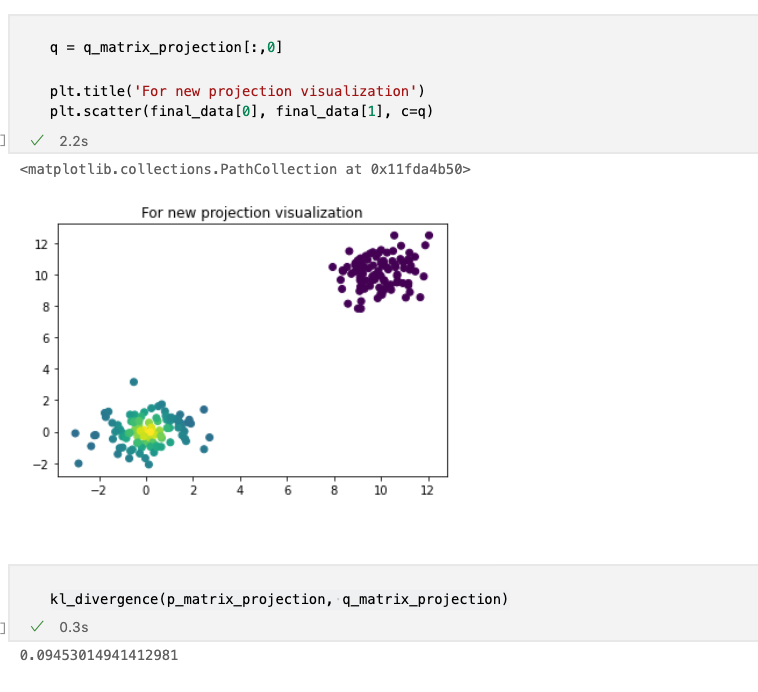 q = q_matrix_projection[:,0]
plt.title('For new projection visualization')
plt.scatter(final_data[0], final_data[1], c=q)
] ✓ 2.2s
<matplotlib.collections.PathCollection at 0x11fda4b50>
For new projection visualization
12
10
8
6
4
2
0
−2
−2 0 2 4 6 8 10 12
kl_divergence(p_matrix_projection, q_matrix_projection)
] ✓ 0.3s
0.09453014941412981